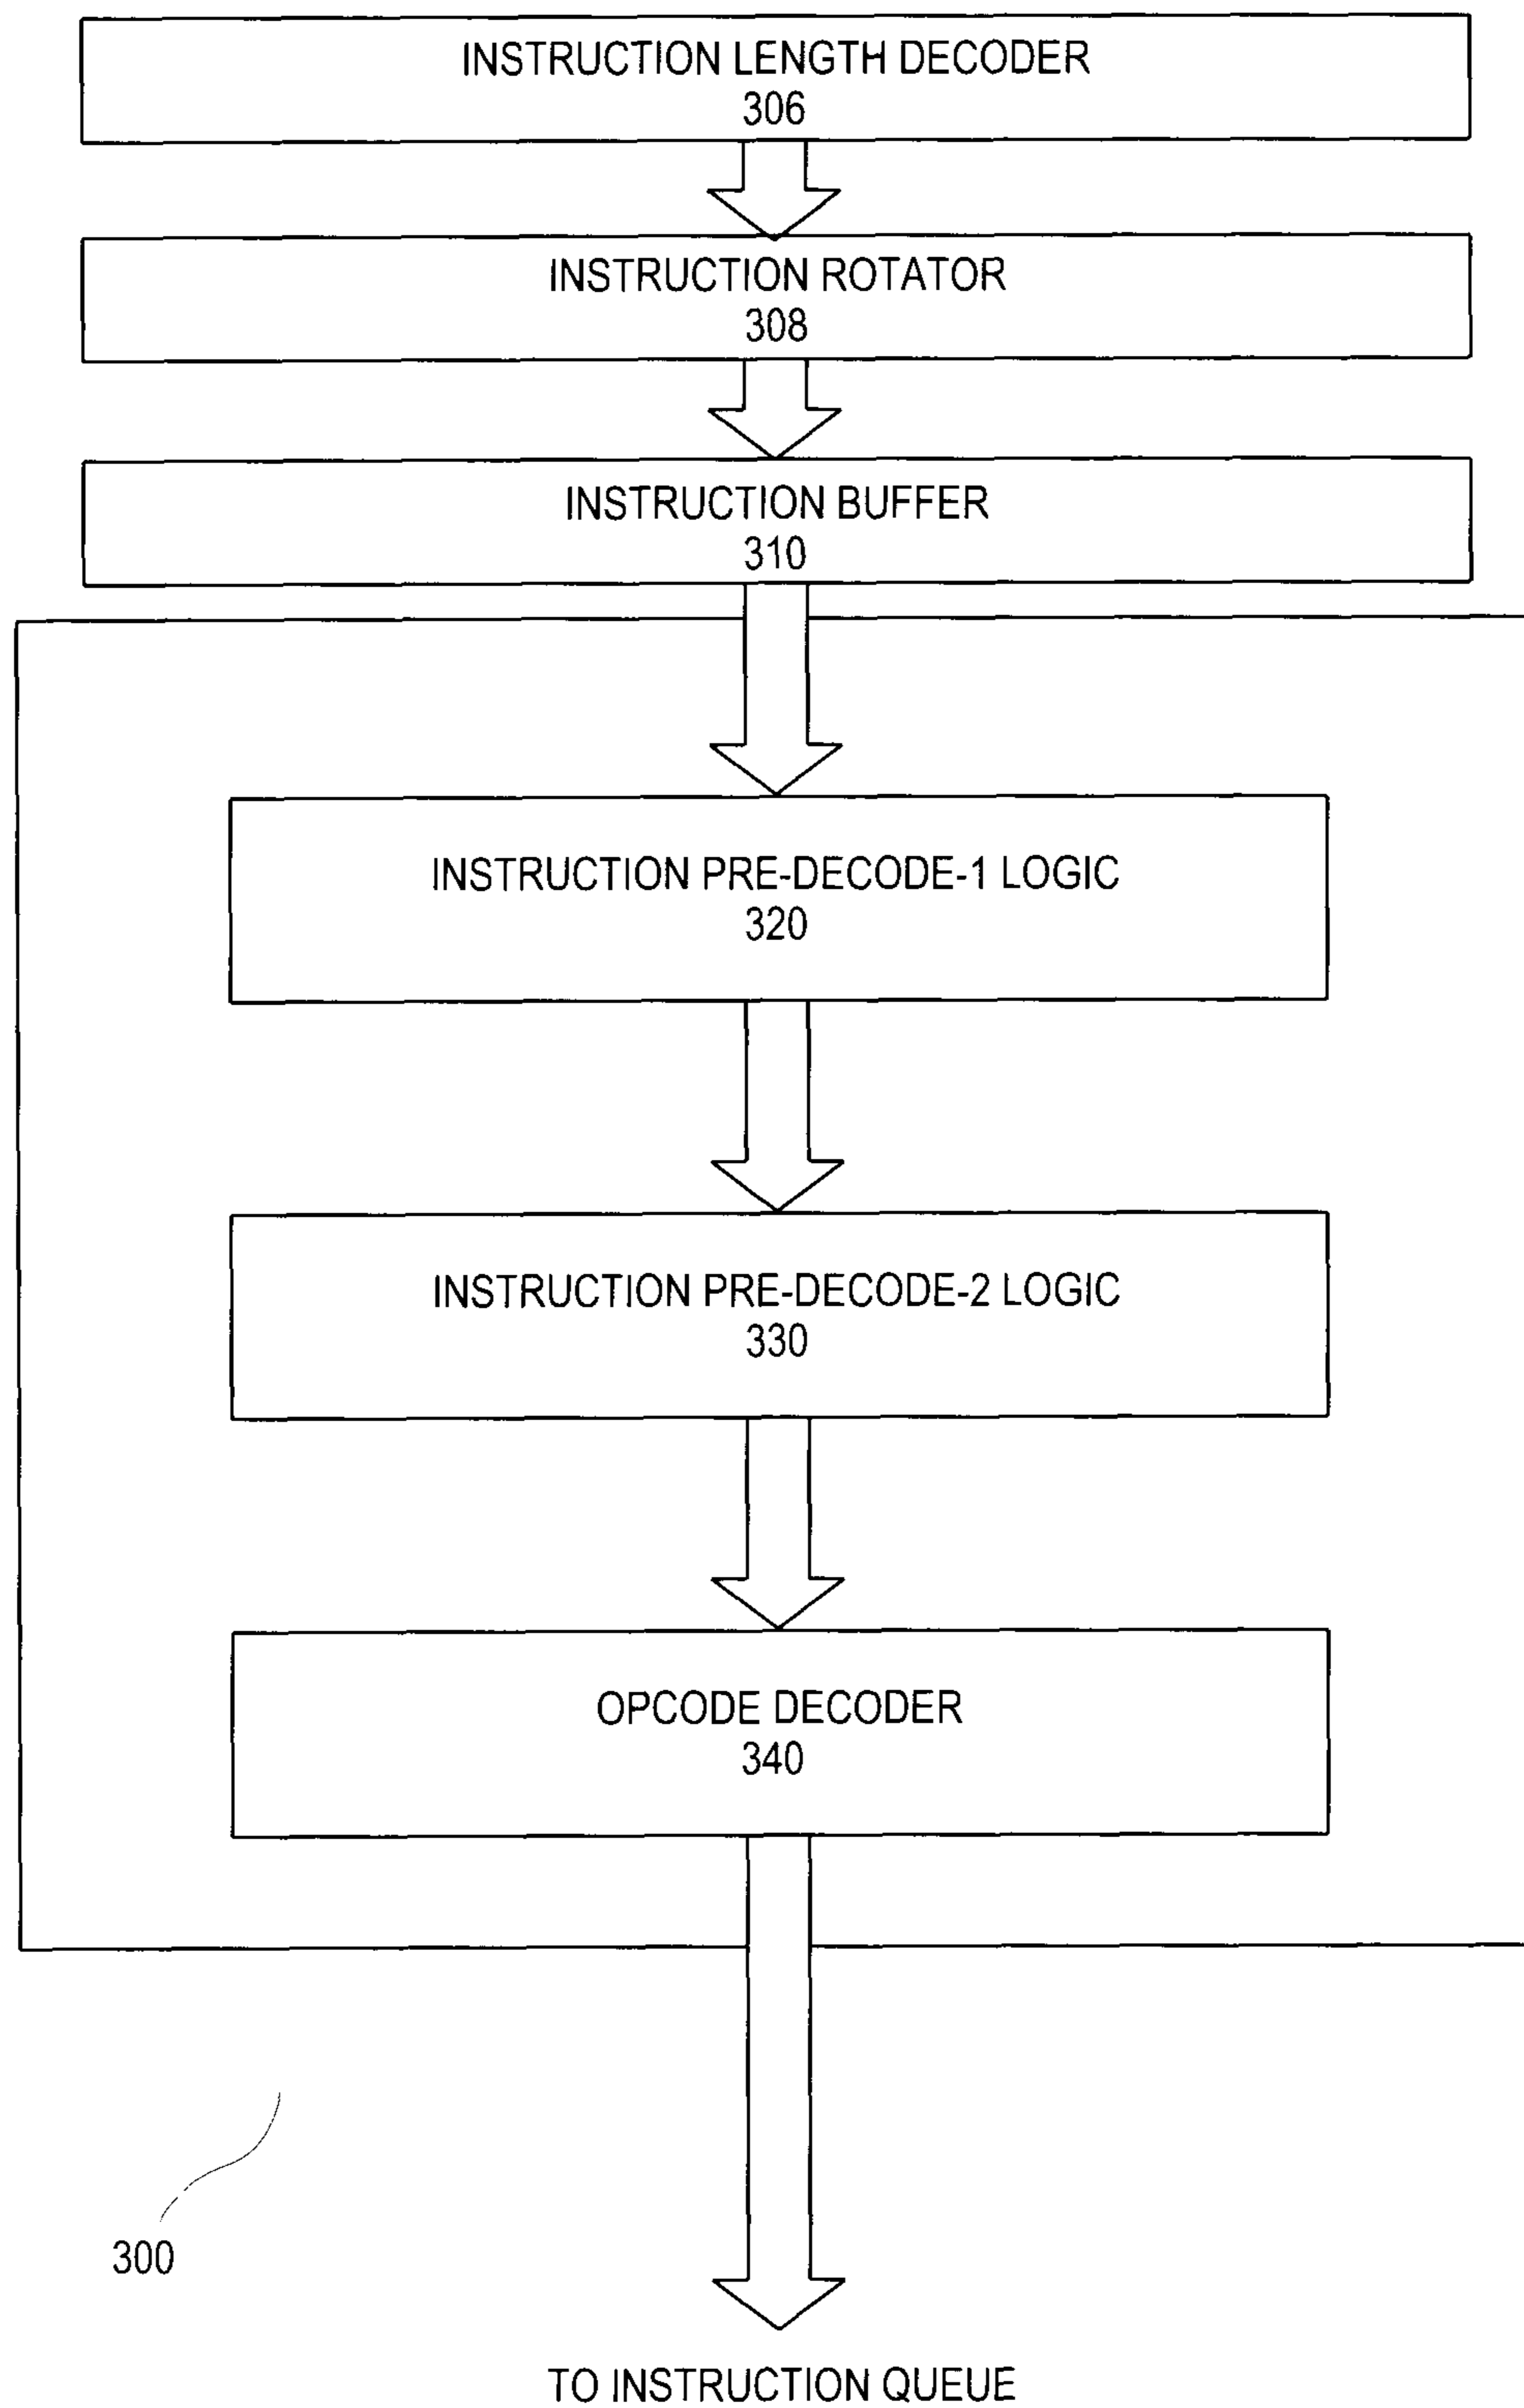 INSTRUCTION LENGTH DECODER
306
INSTRUCTION ROTATOR
308
INSTRUCTION BUFFER
310
INSTRUCTION PRE-DECODE-1 LOGIC
320
INSTRUCTION PRE-DECODE-2 LOGIC
330
OPCODE DECODER
340
300
TO INSTRUCTION QUEUE